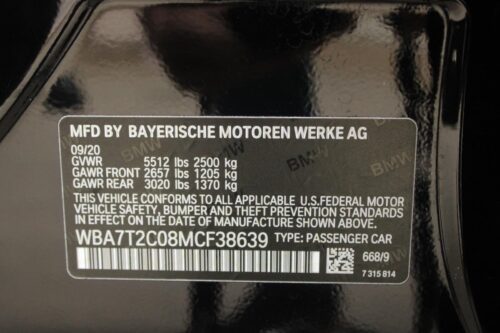 MFD BY BAYERISCHE MOTOREN WERKE AG
09/20
GVWR 5512 lbs 2500 kg
GAWR FRONT 2657 lbs 1205 kg
GAWR REAR 3020 lbs 1370 kg
THIS VEHICLE CONFORMS TO ALL APPLICABLE U.S.FEDERAL MOTOR
VEHICLE SAFETY, BUMPER, AND THEFT PREVENTION STANDARDS
IN EFFECT ON THE DATE OF MANUFACTURE SHOWN ABOVE.
WBA7T2C08MCF38639 TYPE: PASSENGER CAR
668/9
7 315 814